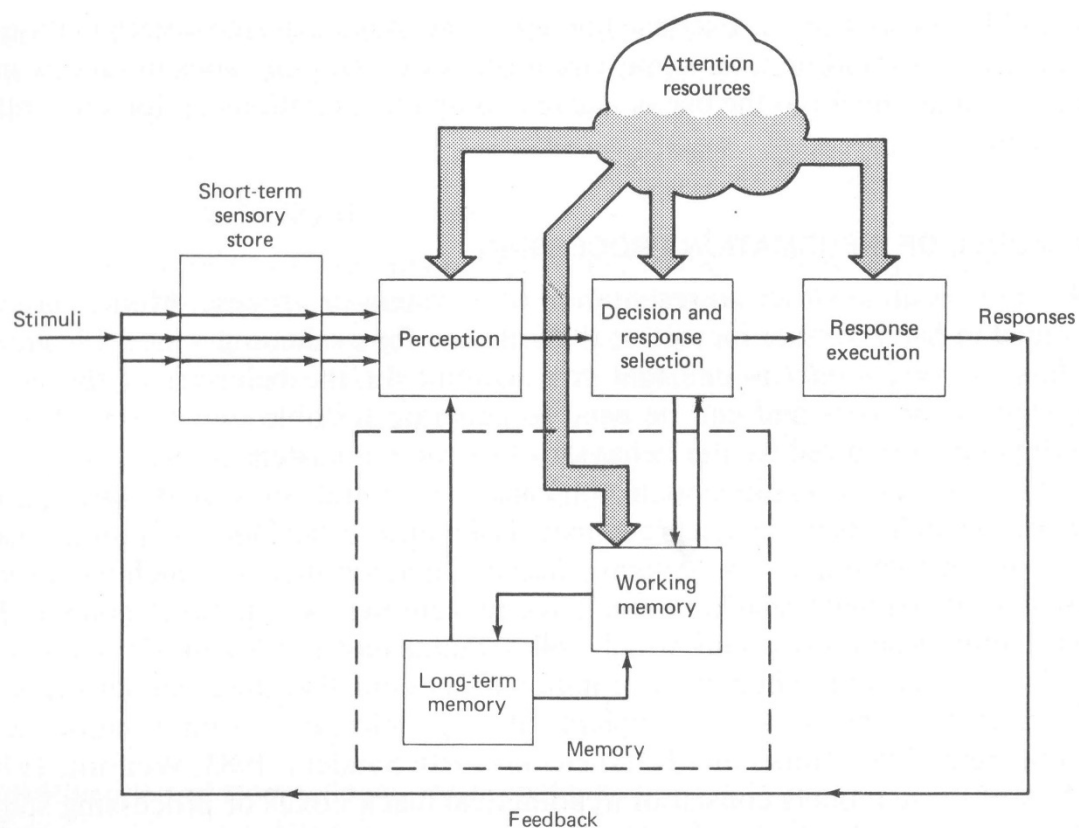 Attention
resources
Short-term
sensory
store
Stimuli
Perception
Decision and
response
selection
Response
execution
Responses
Working
memory
Long-term
memory
Memory
Feedback